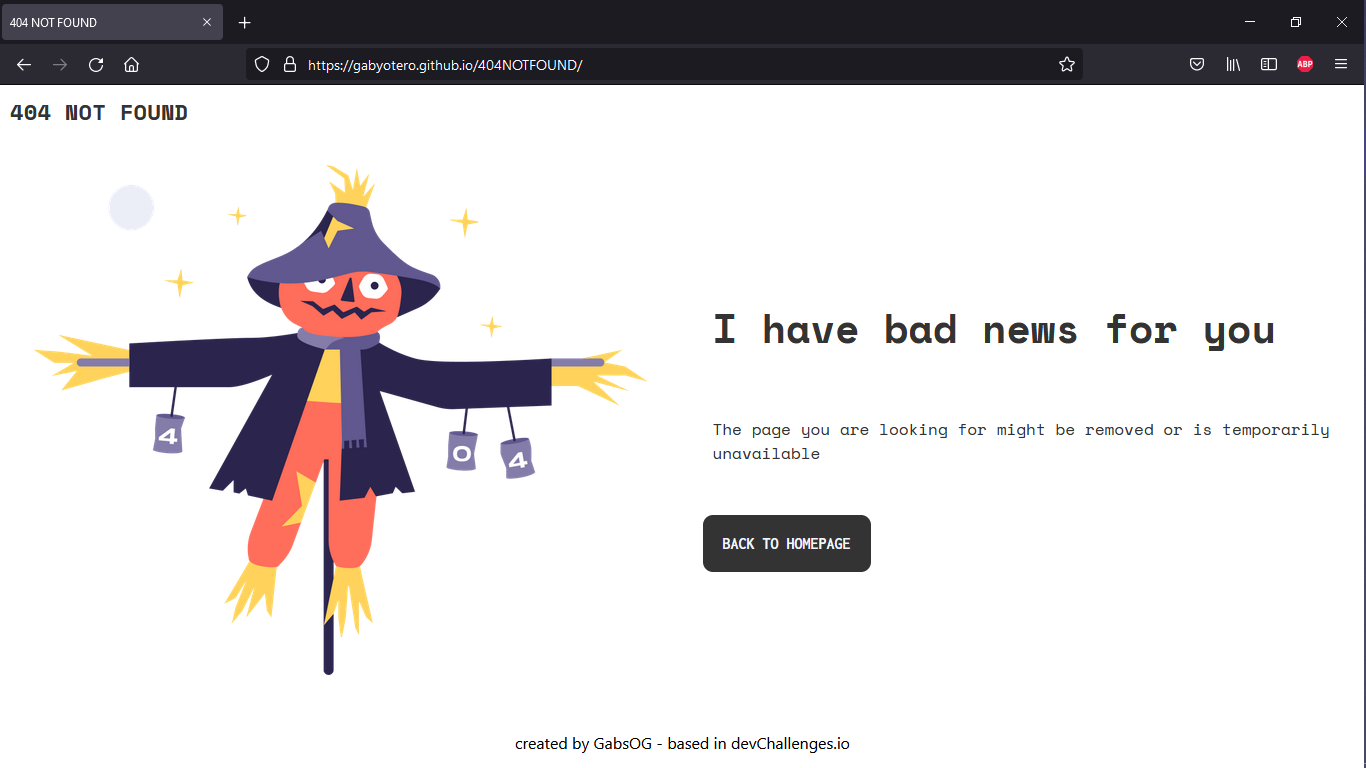 404 NOT FOUND
https://gabyotero.github.io/404NOTFOUND/
ABP
404 NOT FOUND
4
0
4
I have bad news for you
The page you are looking for might be removed or is temporarily
unavailable
BACK TO HOMEPAGE
created by GabsOG - based in devChallenges.io